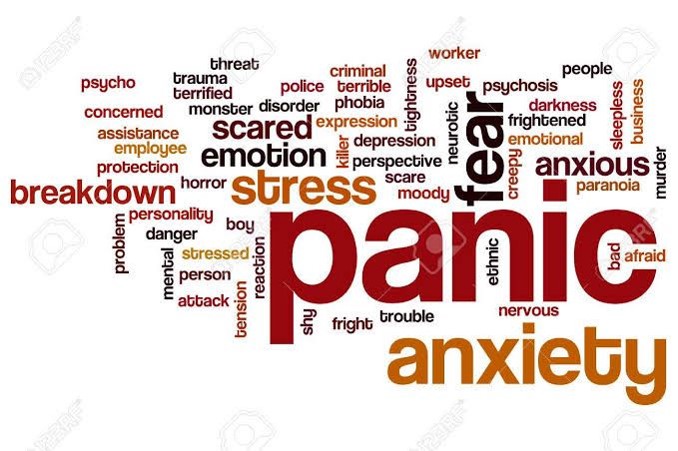 worker
threat
criminal
people
psycho
trauma
police
terrible
tightness
upset
psychosis
terrified
concerned
monster
disorder
phobia
darkness
sleepless
business
assistance
scared
expression
neurotic
fear
frightened
employee
killer
depression
emotional
protection
emotion
perspective
creepy
anxious
murder
horror
stress
scare
moody
paranoia
breakdown
panic
personality
boy
problem
danger
mental
stressed
reaction
ethnic
bad
afraid
person
attack
tension
shy
fright
trouble
nervous
anxiety
123RF